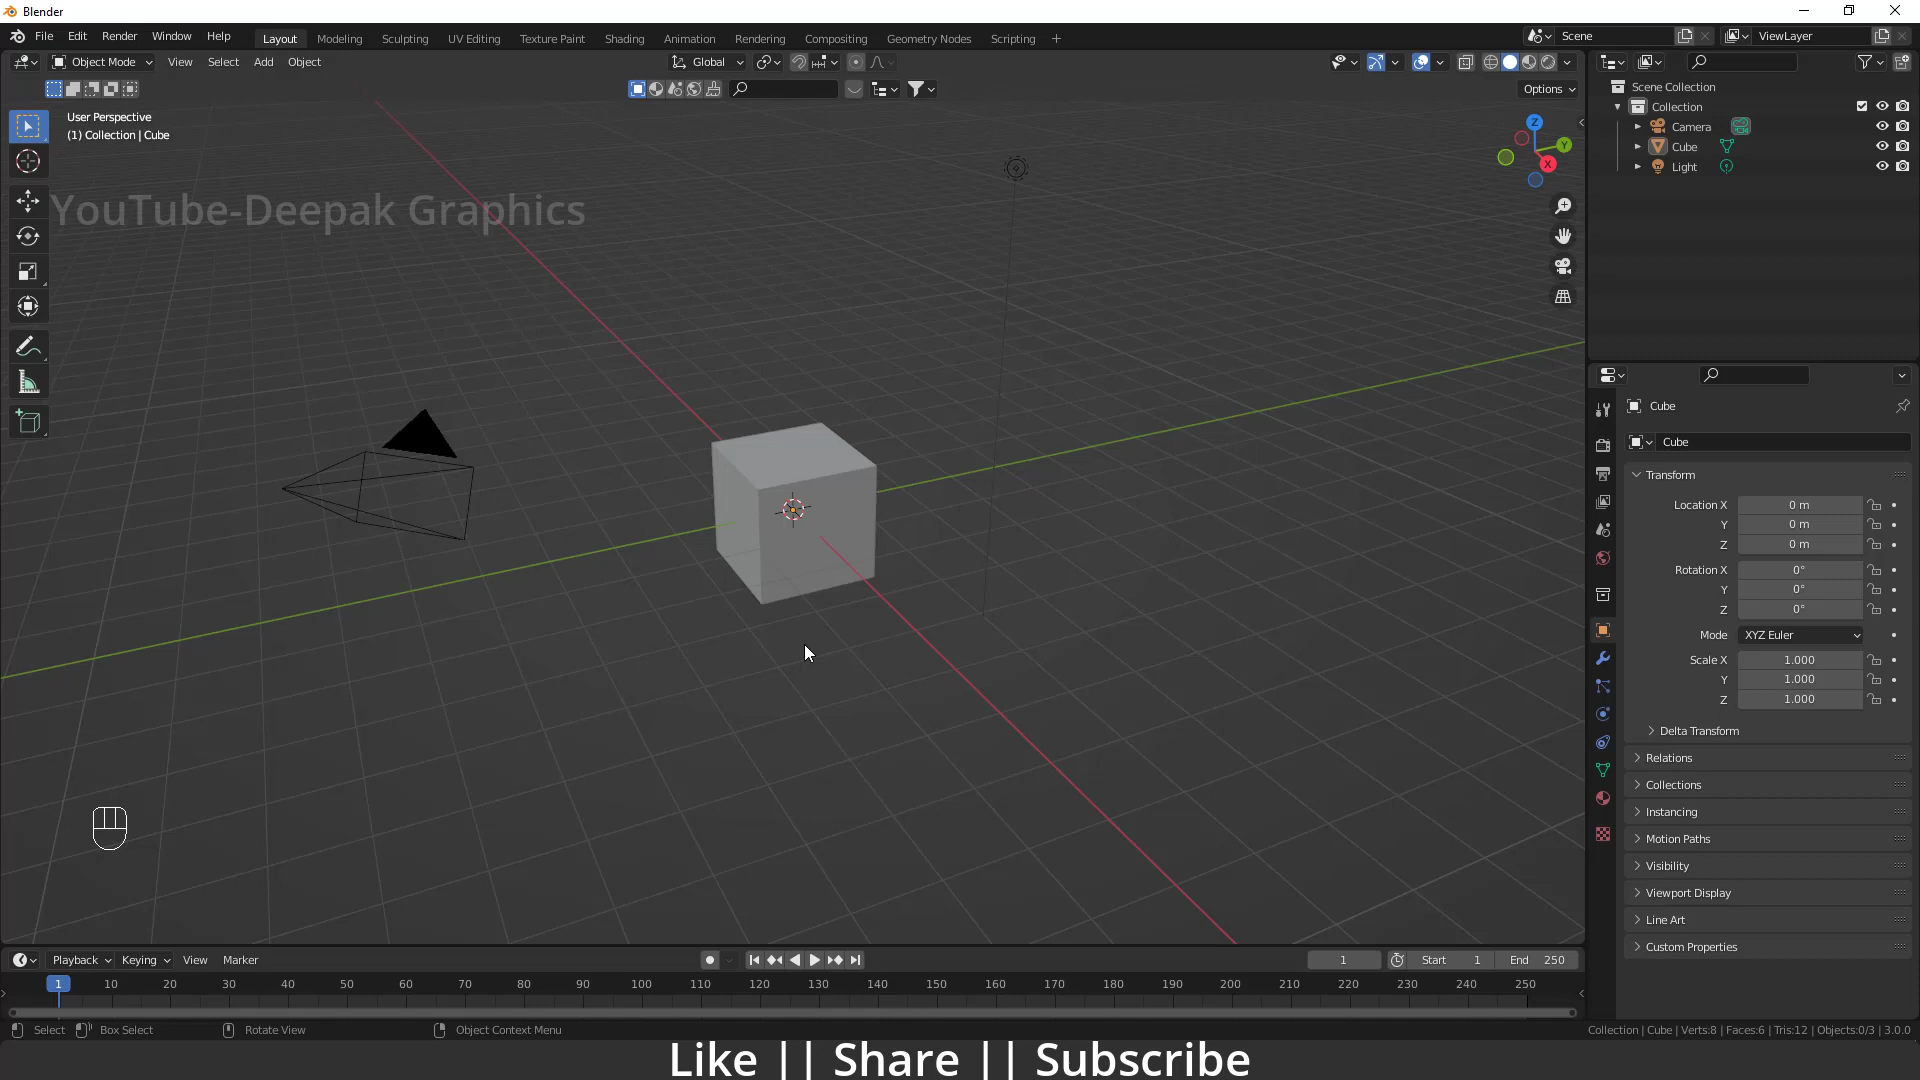 Blender
File Edit Render Window Help
Layout Modeling Sculpting UV Editing Texture Paint Shading Animation Rendering Compositing Geometry Nodes Scripting +
Scene
ViewLayer
Object Mode View Select Add Object
Global
Options
User Perspective
(1) Collection | Cube
YouTube-Deepak Graphics
Z
Y
X
Scene Collection
Collection
Camera
Cube
Light
Cube
Cube
Transform
Location X 0 m
Y 0 m
Z 0 m
Rotation X 0°
Y 0°
Z 0°
Mode XYZ Euler
Scale X 1.000
Y 1.000
Z 1.000
Delta Transform
Relations
Collections
Instancing
Motion Paths
Visibility
Viewport Display
Line Art
Custom Properties
Playback Keying View Marker
1 Start 1 End 250
1 10 20 30 40 50 60 70 80 90 100 110 120 130 140 150 160 170 180 190 200 210 220 230 240 250
Select Box Select Rotate View Object Context Menu
Collection | Cube | Verts:8 | Faces:6 | Tris:12 | Objects:0/3 | 3.0.0
Like || Share || Subscribe